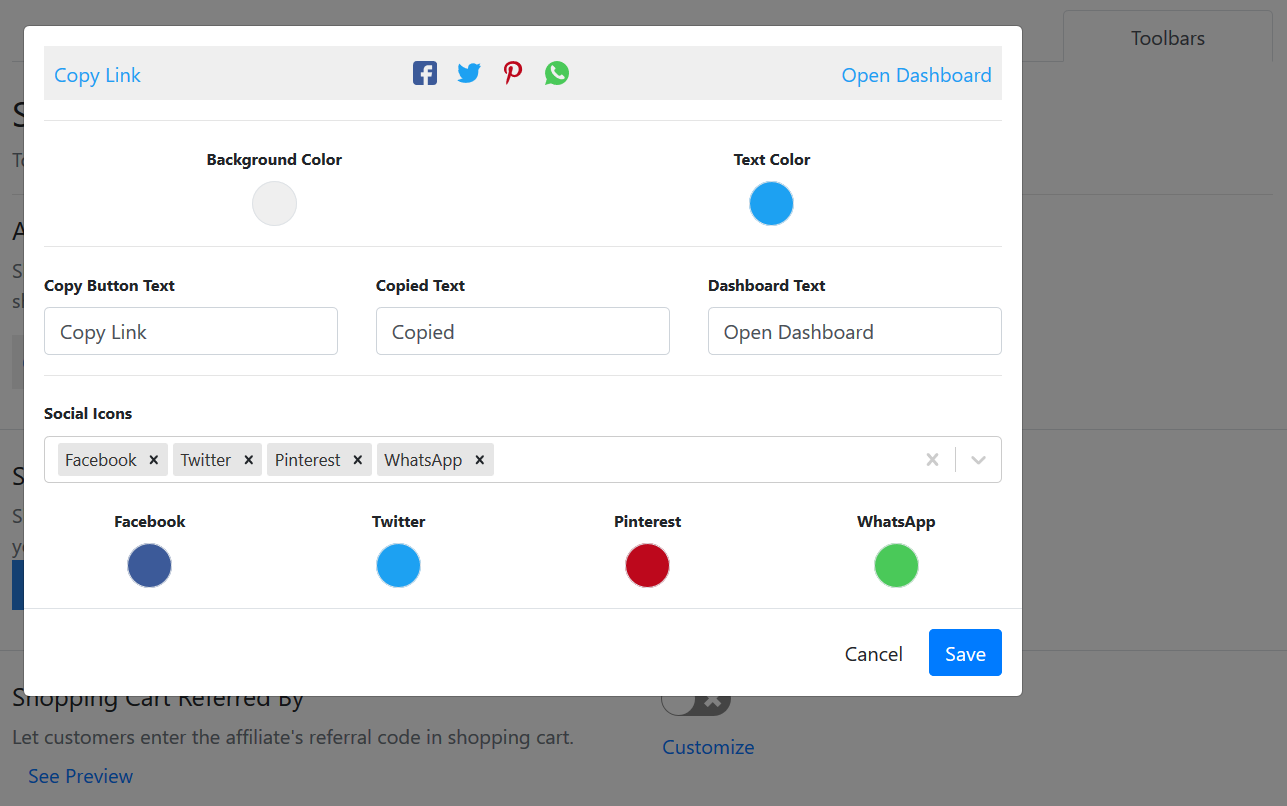 Toolbars
Copy Link Open Dashboard
Background Color Text Color
Copy Button Text Copied Text Dashboard Text
Copy Link Copied Open Dashboard
Social Icons
Facebook Twitter Pinterest WhatsApp
Facebook Twitter Pinterest WhatsApp
Cancel Save
Shopping Cart Referred By
Let customers enter the affiliate's referral code in shopping cart.
Customize
See Preview